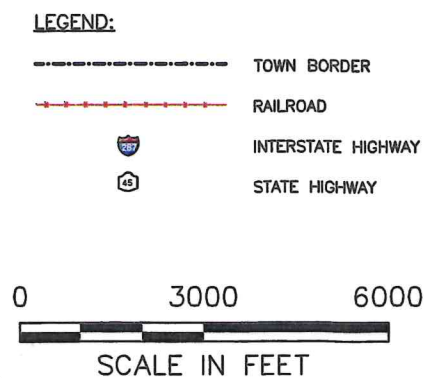 LEGEND:
TOWN BORDER
RAILROAD
287 INTERSTATE HIGHWAY
45 STATE HIGHWAY
0 3000 6000
SCALE IN FEET